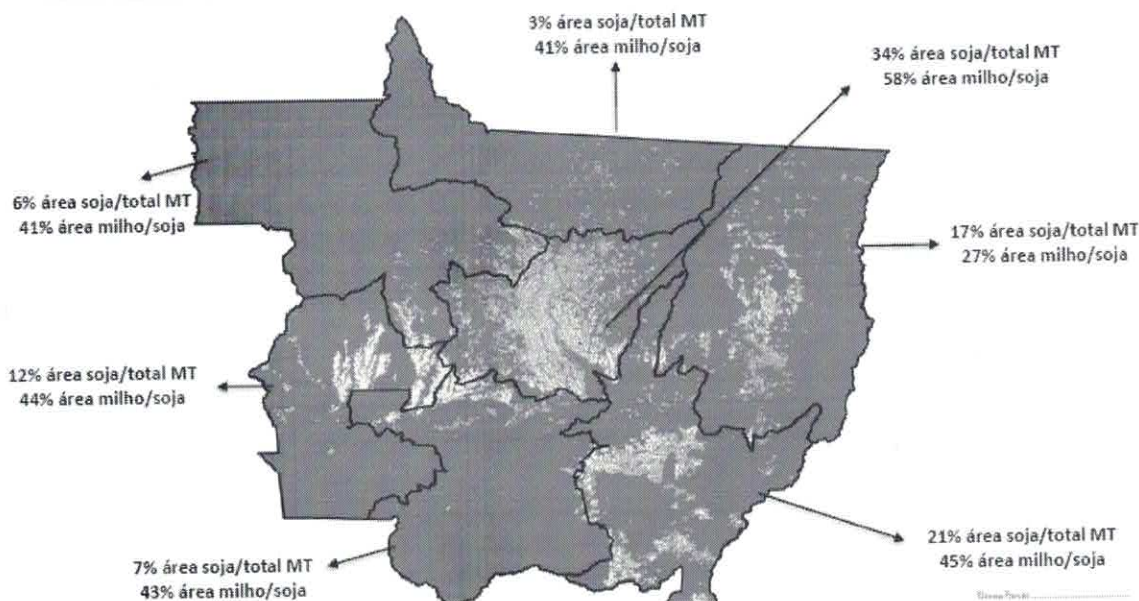 3% área soja/total MT
41% área milho/soja
34% área soja/total MT
58% área milho/soja
6% área soja/total MT
41% área milho/soja
17% área soja/total MT
27% área milho/soja
12% área soja/total MT
44% área milho/soja
21% área soja/total MT
45% área milho/soja
7% área soja/total MT
43% área milho/soja